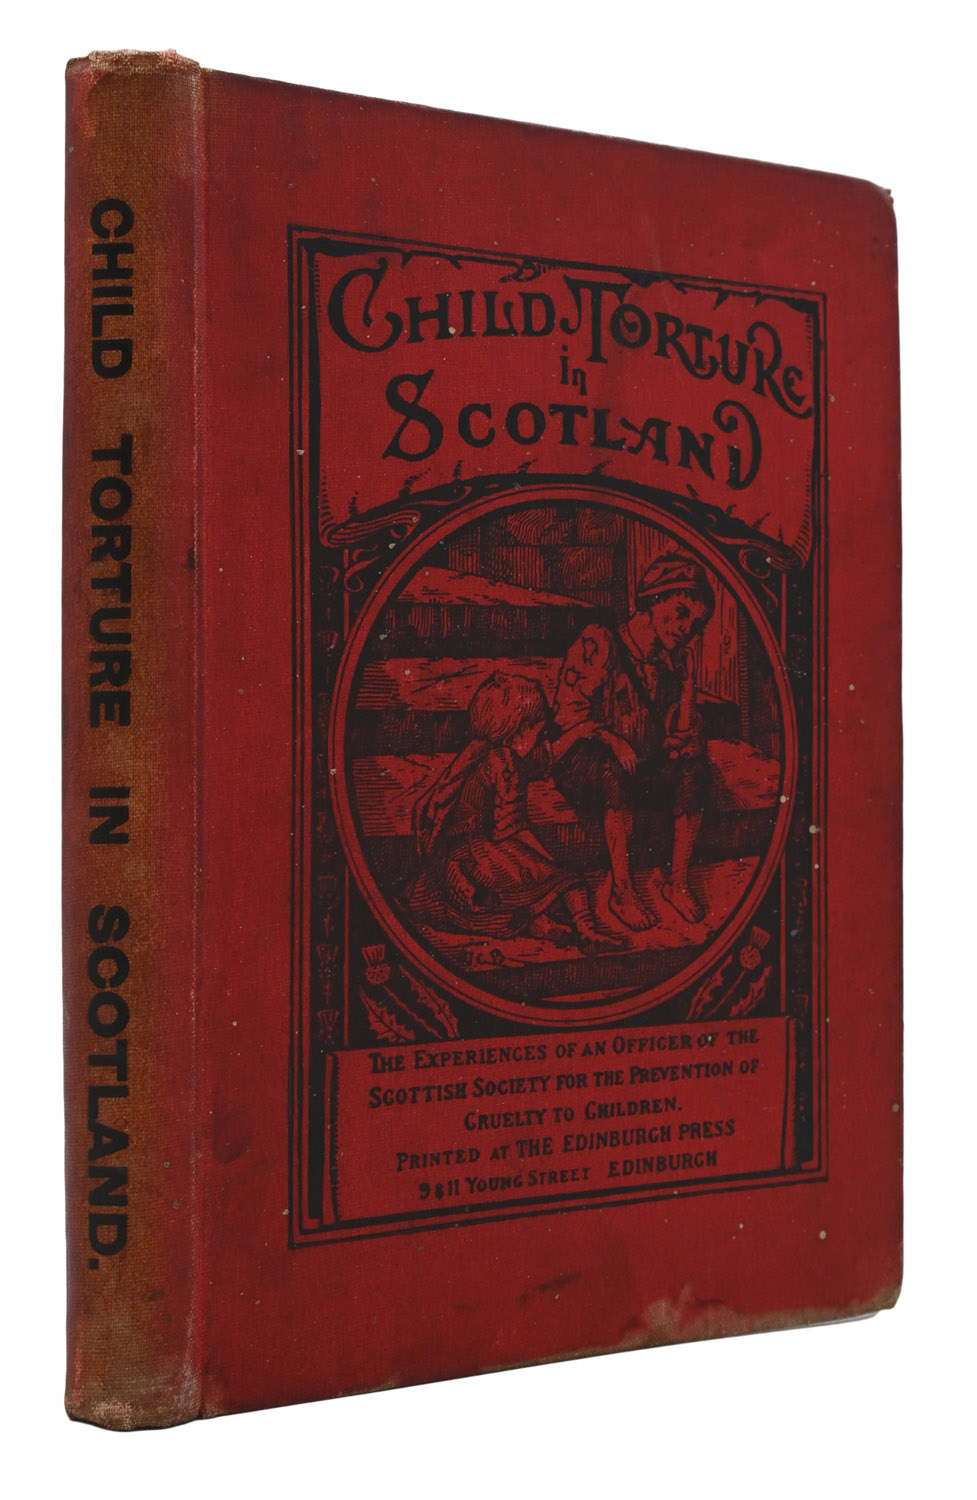 CHILD TORTURE IN SCOTLAND.
CHILD TORTURE
in
SCOTLAND
THE EXPERIENCES OF AN OFFICER OF THE
SCOTTISH SOCIETY FOR THE PREVENTION OF
CRUELTY TO CHILDREN.
PRINTED AT THE EDINBURGH PRESS
9 & 11 YOUNG STREET EDINBURGH